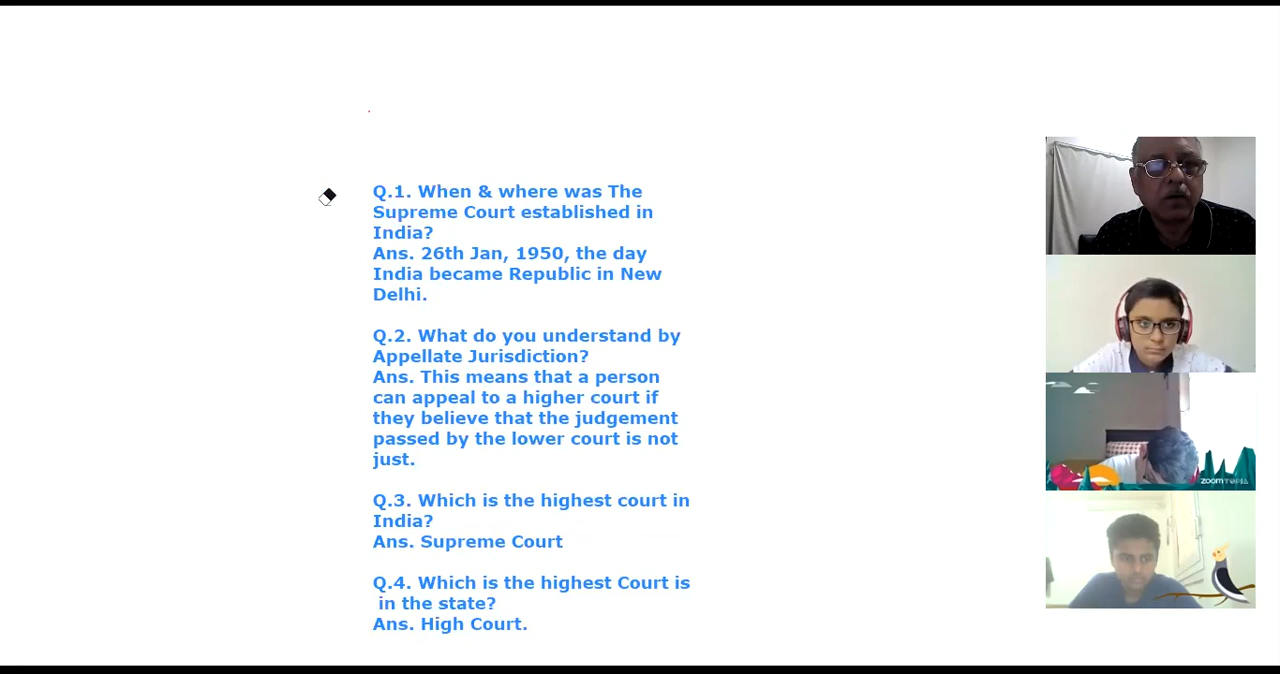 Q.1. When & where was The
Supreme Court established in
India?
Ans. 26th Jan, 1950, the day
India became Republic in New
Delhi.
Q.2. What do you understand by
Appellate Jurisdiction?
Ans. This means that a person
can appeal to a higher court if
they believe that the judgement
passed by the lower court is not
just.
Q.3. Which is the highest court in
India?
Ans. Supreme Court
Q.4. Which is the highest Court is
in the state?
Ans. High Court.
zoomtopia